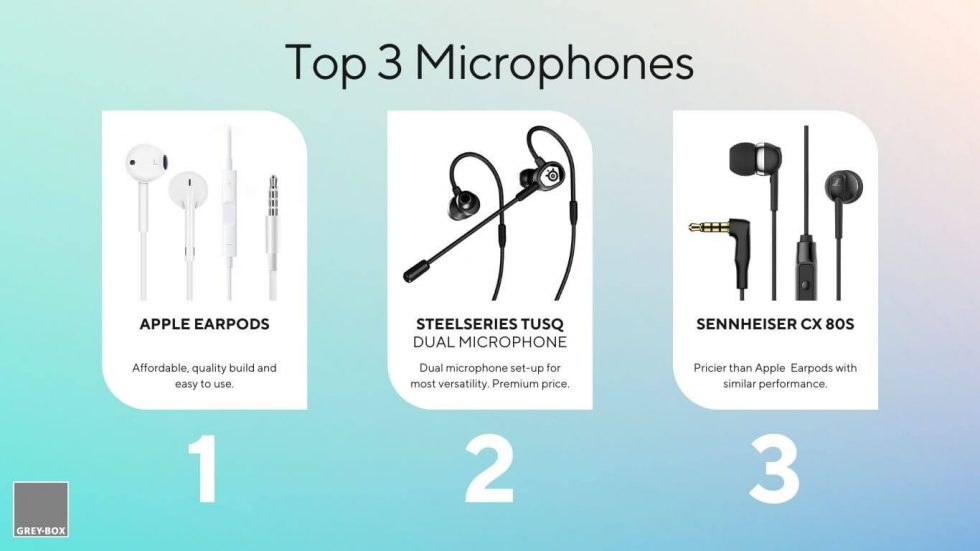 Top 3 Microphones
APPLE EARPODS
Affordable, quality build and
easy to use.
1
STEELSERIES TUSQ
DUAL MICROPHONE
Dual microphone set-up for
most versatility. Premium price.
2
SENNHEISER CX 80S
Pricier than Apple Earpods with
similar performance.
3
GREY-BOX